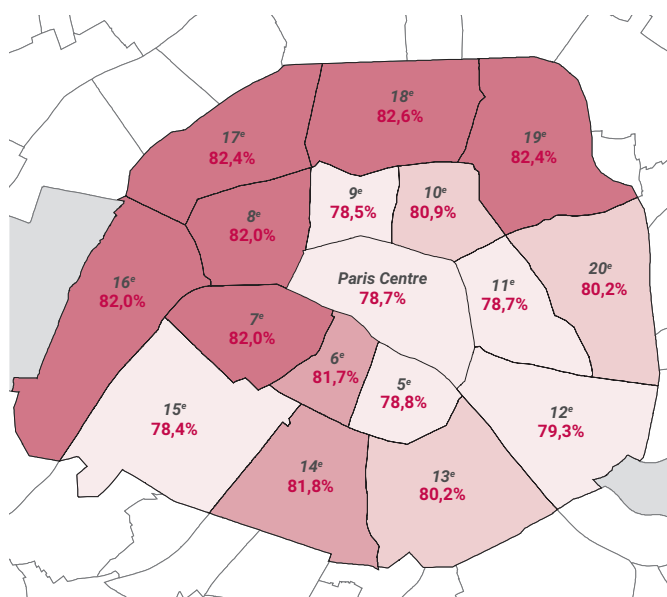 18ᵉ
82,6%
17ᵉ
82,4%
19ᵉ
82,4%
9ᵉ
78,5%
10ᵉ
80,9%
8ᵉ
82,0%
20ᵉ
80,2%
16ᵉ
82,0%
Paris Centre
78,7%
11ᵉ
78,7%
7ᵉ
82,0%
6ᵉ
81,7%
5ᵉ
78,8%
15ᵉ
78,4%
12ᵉ
79,3%
14ᵉ
81,8%
13ᵉ
80,2%